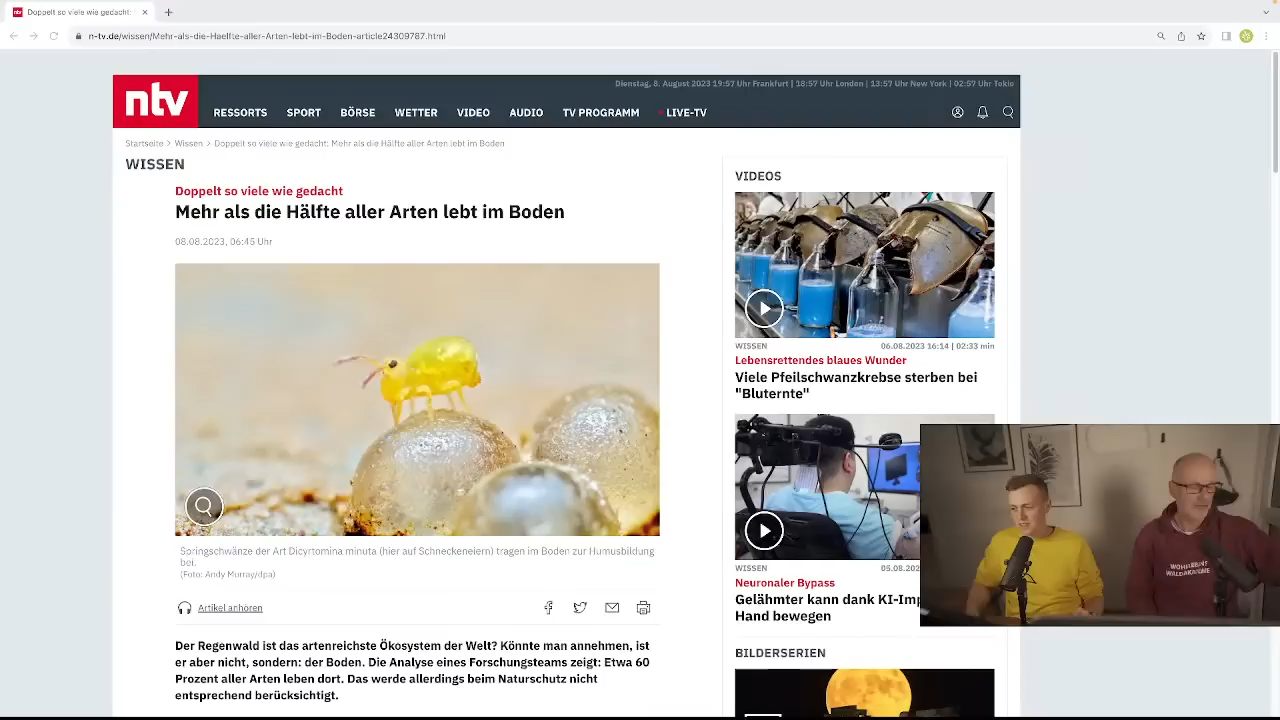 ntv Doppelt so viele wie gedacht:
n-tv.de/wissen/Mehr-als-die-Haelfte-aller-Arten-lebt-im-Boden-article24309787.html
Dienstag, 8. August 2023 19:57 Uhr Frankfurt | 18:57 Uhr London | 13:57 Uhr New York | 02:57 Uhr Tokio
ntv
RESSORTS SPORT BÖRSE WETTER VIDEO AUDIO TV PROGRAMM LIVE-TV
Startseite > Wissen > Doppelt so viele wie gedacht: Mehr als die Hälfte aller Arten lebt im Boden
WISSEN
Doppelt so viele wie gedacht
Mehr als die Hälfte aller Arten lebt im Boden
08.08.2023, 06:45 Uhr
Springschwänze der Art Dicyrtomina minuta (hier auf Schneckeneiern) tragen im Boden zur Humusbildung
bei.
(Foto: Andy Murray/dpa)
Artikel anhören
Der Regenwald ist das artenreichste Ökosystem der Welt? Könnte man annehmen, ist
er aber nicht, sondern: der Boden. Die Analyse eines Forschungsteams zeigt: Etwa 60
Prozent aller Arten leben dort. Das werde allerdings beim Naturschutz nicht
entsprechend berücksichtigt.
VIDEOS
WISSEN 06.08.2023 16:14 | 02:33 min
Lebensrettendes blaues Wunder
Viele Pfeilschwanzkrebse sterben bei
"Bluternte"
WISSEN 05.08.202
Neuronaler Bypass
Gelähmter kann dank KI-Imp
Hand bewegen
BILDERSERIEN
WOHLLEBENS
WALDAKADEMIE